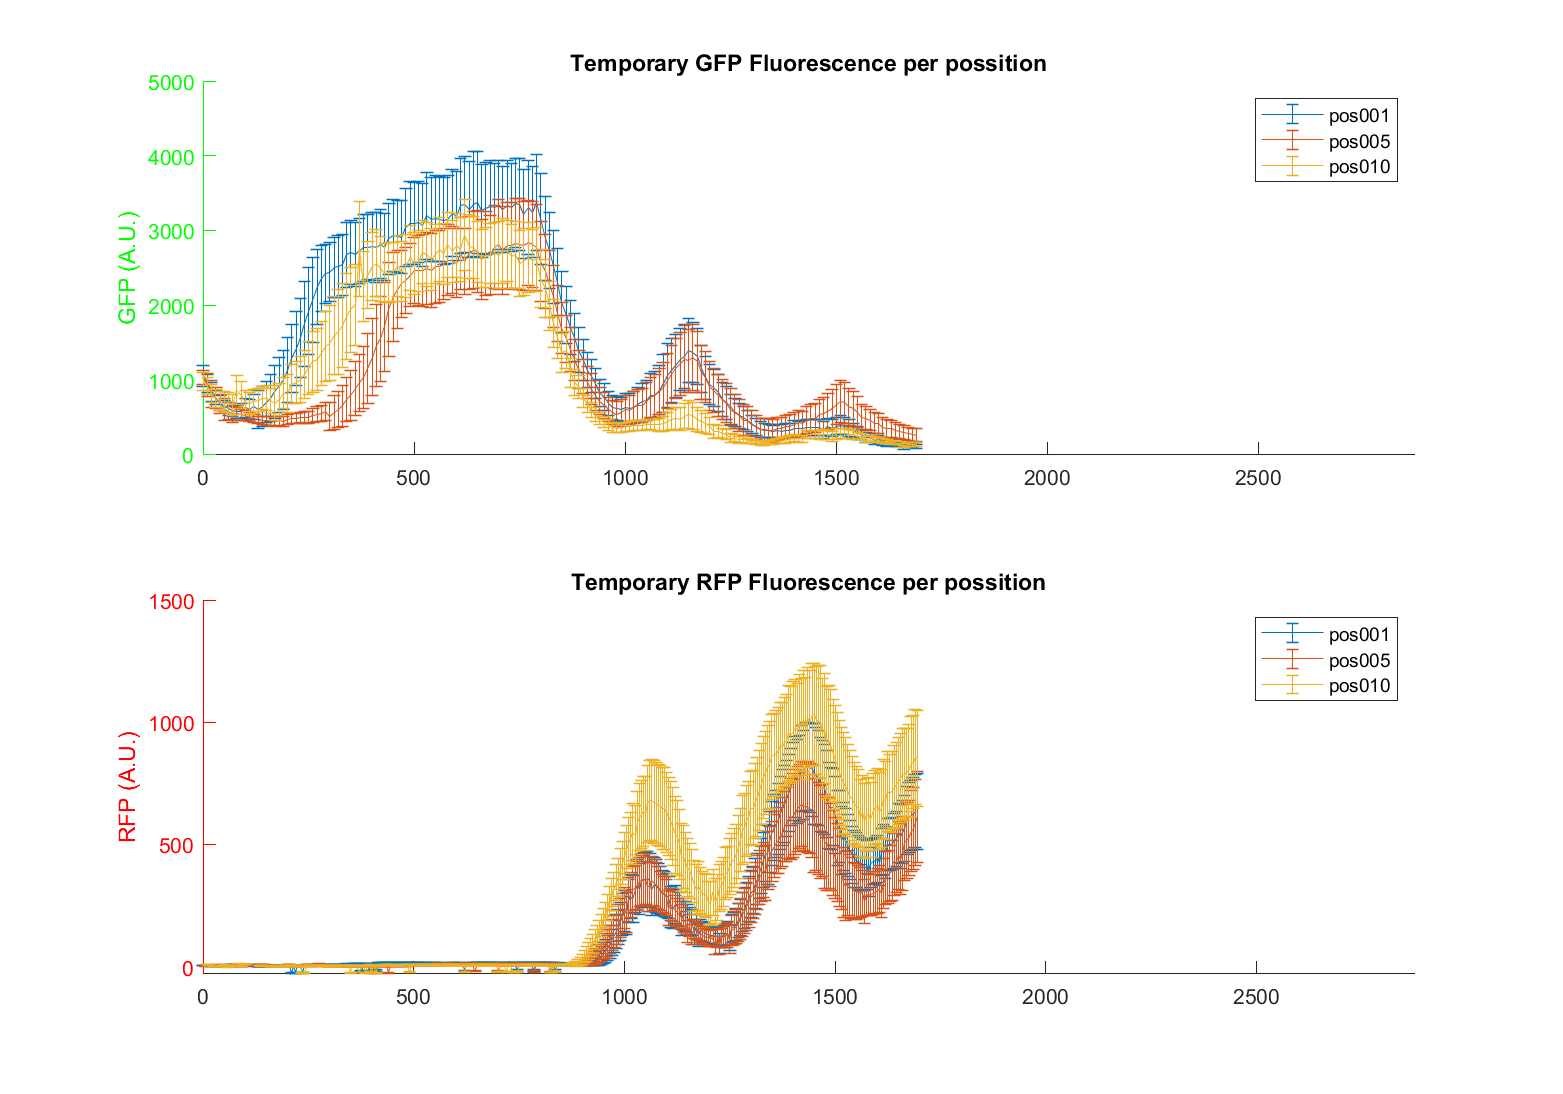 Temporary GFP Fluorescence per possition
5000
4000
3000
2000
1000
0
GFP (A.U.)
0 500 1000 1500 2000 2500
pos001
pos005
pos010
Temporary RFP Fluorescence per possition
1500
1000
500
0
RFP (A.U.)
0 500 1000 1500 2000 2500
pos001
pos005
pos010